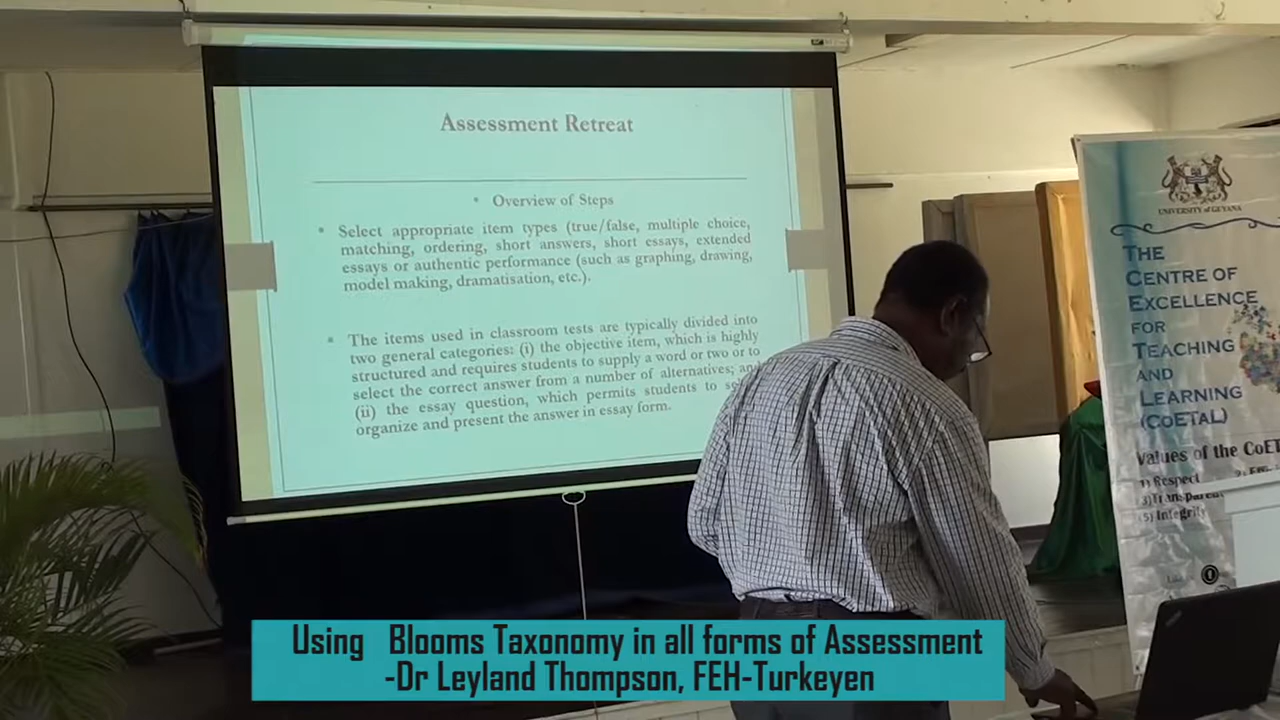 Assessment Retreat
• Overview of Steps
• Select appropriate item types (true/false, multiple choice,
matching, ordering, short answers, short essays, extended
essays or authentic performance (such as graphing, drawing,
model making, dramatisation, etc.).
• The items used in classroom tests are typically divided into
two general categories: (i) the objective item, which is highly
structured and requires students to supply a word or two or to
select the correct answer from a number of alternatives; and
(ii) the essay question, which permits students to
organize and present the answer in essay form.
UNIVERSITY of GUYANA
THE
CENTRE OF
EXCELLENCE
FOR
TEACHING
AND
LEARNING
(COETAL)
Values of the CoET
1) Respect
3)Transparen
(5) Integrity
Using Blooms Taxonomy in all forms of Assessment
-Dr Leyland Thompson, FEH-Turkeyen